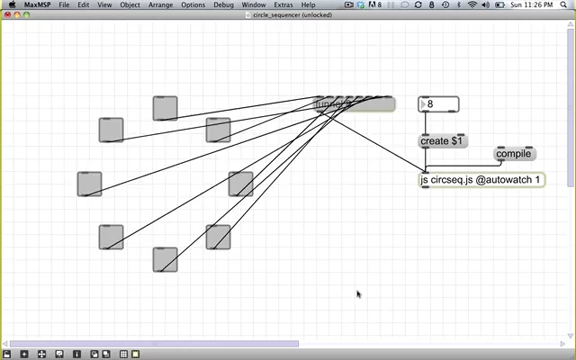 MaxMSP File Edit View Object Arrange Options Debug Window Extras Help 8 Sun 11:26 PM
circle_sequencer (unlocked)
funnel 8
8
create $1
compile
js circseq.js @autowatch 1